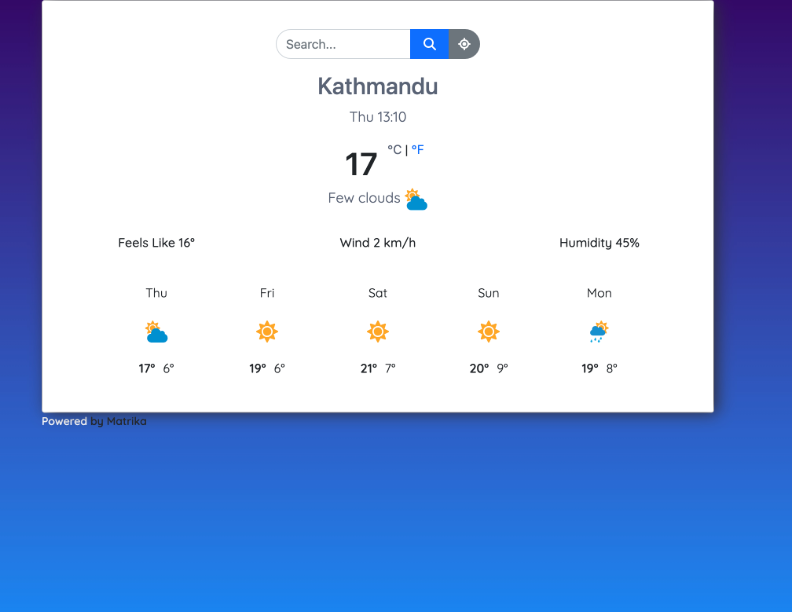 Search...
Kathmandu
Thu 13:10
17 °C | °F
Few clouds
Feels Like 16° Wind 2 km/h Humidity 45%
Thu Fri Sat Sun Mon
17° 6° 19° 6° 21° 7° 20° 9° 19° 8°
Powered by Matrika